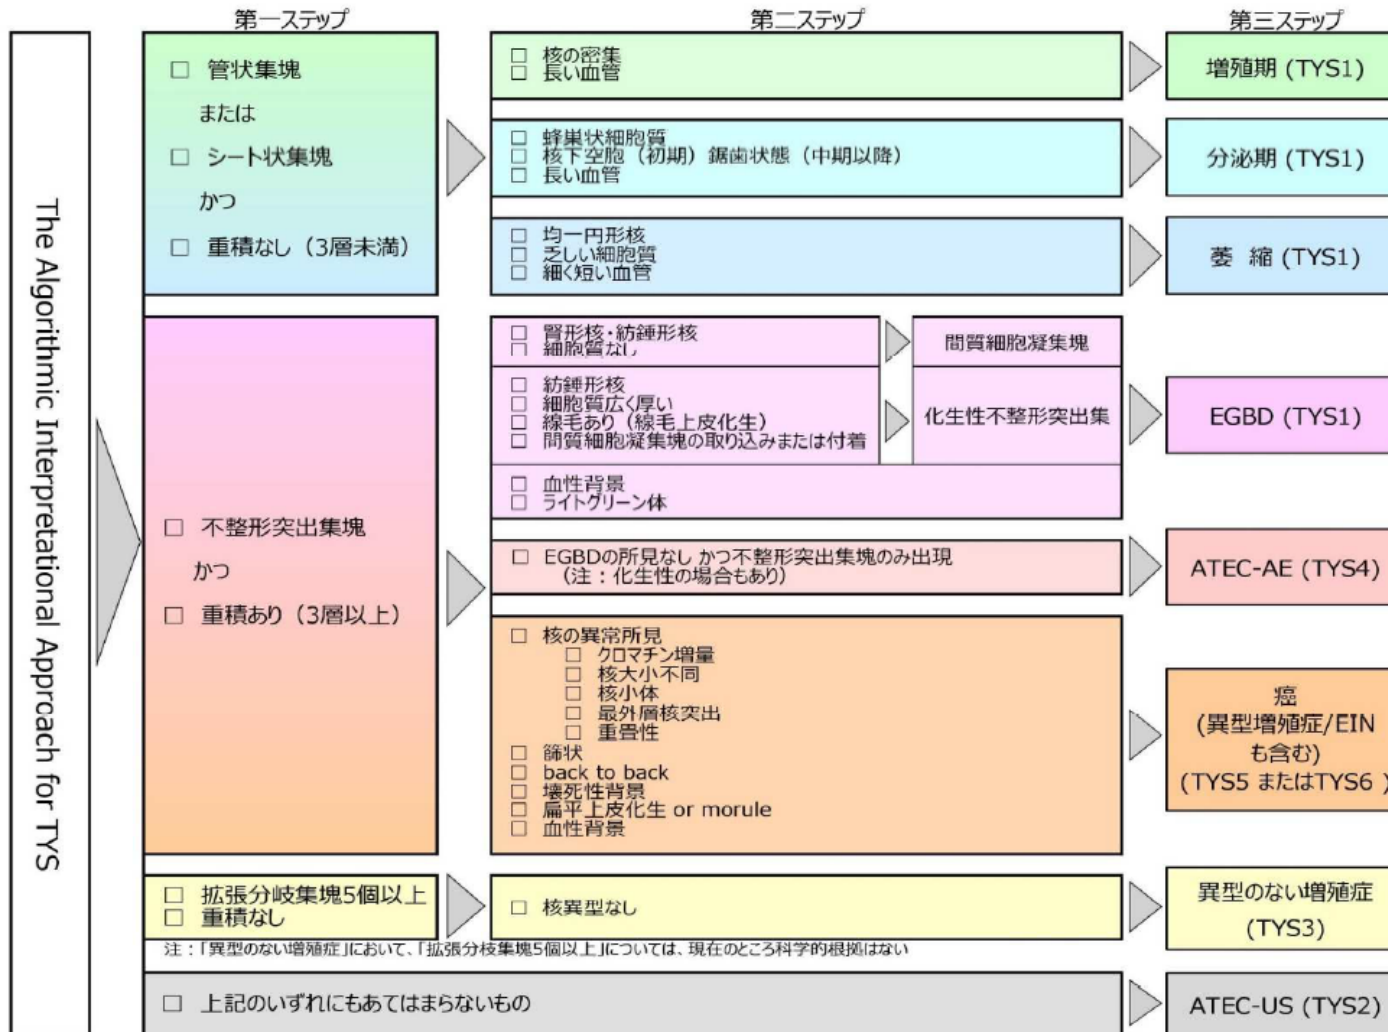 第一ステップ
第二ステップ
第三ステップ
The Algorithmic Interpretational Approach for TYS
□ 管状集塊
または
□ シート状集塊
かつ
□ 重積なし（3層未満）
□ 核の密集
□ 長い血管
増殖期 (TYS1)
□ 蜂巣状細胞質
□ 核下空胞（初期）鋸歯状態（中期以降）
□ 長い血管
分泌期 (TYS1)
□ 均一円形核
□ 乏しい細胞質
□ 細く短い血管
萎 縮 (TYS1)
□ 不整形突出集塊
かつ
□ 重積あり（3層以上）
□ 腎形核・紡錘形核
□ 細胞質なし
間質細胞凝集塊
□ 紡錘形核
□ 細胞質広く厚い
□ 線毛あり（線毛上皮化生）
□ 間質細胞凝集塊の取り込みまたは付着
化生性不整形突出集
□ 血性背景
□ ライトグリーン体
EGBD (TYS1)
□ EGBDの所見なし かつ不整形突出集塊のみ出現
（注：化生性の場合もあり）
ATEC-AE (TYS4)
□ 核の異常所見
□ クロマチン増量
□ 核大小不同
□ 核小体
□ 最外層核突出
□ 重畳性
□ 篩状
□ back to back
□ 壊死性背景
□ 扁平上皮化生 or morule
□ 血性背景
癌
(異型増殖症/EIN
も含む)
(TYS5 またはTYS6 )
□ 拡張分岐集塊5個以上
□ 重積なし
□ 核異型なし
異型のない増殖症
(TYS3)
注：「異型のない増殖症」において、「拡張分枝集塊5個以上」については、現在のところ科学的根拠はない
□ 上記のいずれにもあてはまらないもの
ATEC-US (TYS2)